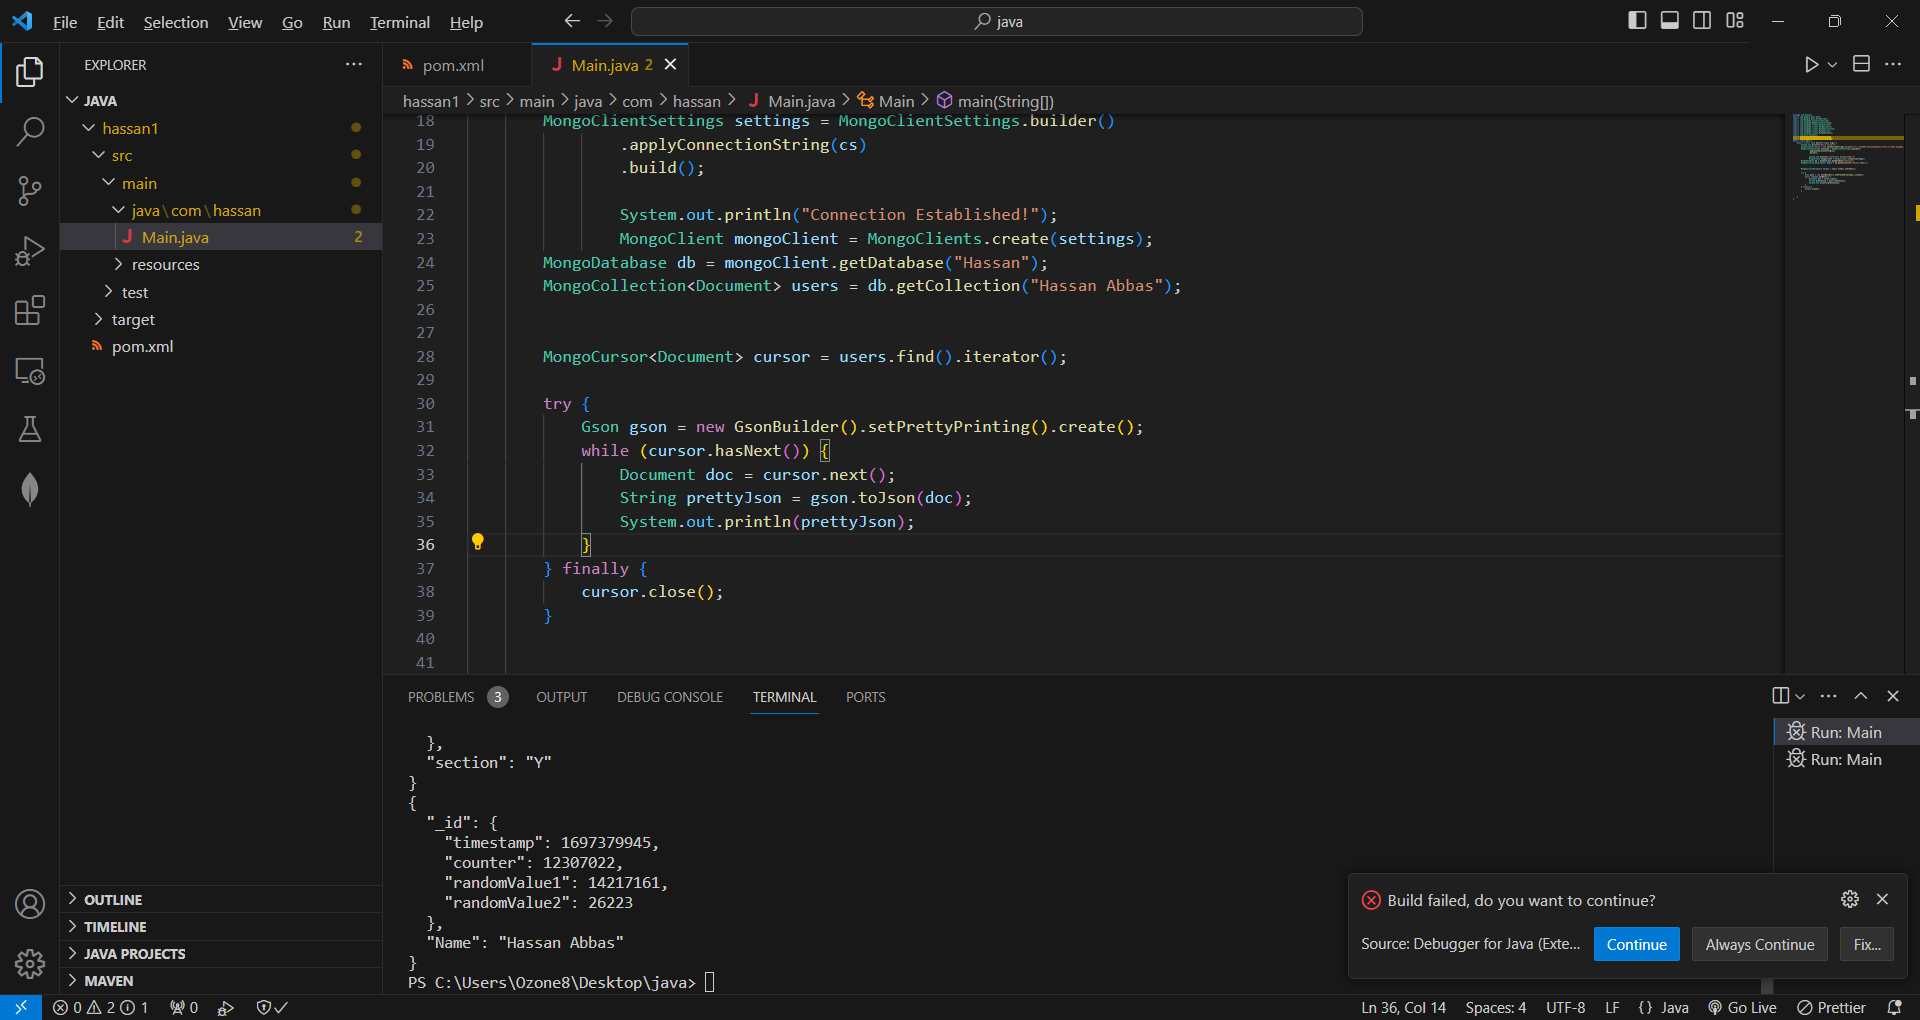 File Edit Selection View Go Run Terminal Help
java
EXPLORER
JAVA
hassan1
src
main
java\com\hassan
J Main.java 2
resources
test
target
pom.xml
OUTLINE
TIMELINE
JAVA PROJECTS
MAVEN
pom.xml
J Main.java 2
hassan1 > src > main > java > com > hassan > J Main.java > Main > main(String[])
18 MongoClientSettings settings = MongoClientSettings.builder()
19 .applyConnectionString(cs)
20 .build();
21
22 System.out.println("Connection Established!");
23 MongoClient mongoClient = MongoClients.create(settings);
24 MongoDatabase db = mongoClient.getDatabase("Hassan");
25 MongoCollection<Document> users = db.getCollection("Hassan Abbas");
26
27
28 MongoCursor<Document> cursor = users.find().iterator();
29
30 try {
31 Gson gson = new GsonBuilder().setPrettyPrinting().create();
32 while (cursor.hasNext()) {
33 Document doc = cursor.next();
34 String prettyJson = gson.toJson(doc);
35 System.out.println(prettyJson);
36 }
37 } finally {
38 cursor.close();
39 }
40
41
PROBLEMS 3 OUTPUT DEBUG CONSOLE TERMINAL PORTS
},
"section": "Y"
}
{
"_id": {
"timestamp": 1697379945,
"counter": 12307022,
"randomValue1": 14217161,
"randomValue2": 26223
},
"Name": "Hassan Abbas"
}
PS C:\Users\Ozone8\Desktop\java>
Run: Main
Run: Main
Build failed, do you want to continue?
Source: Debugger for Java (Exte...
Continue
Always Continue
Fix...
0 2 1 0
Ln 36, Col 14 Spaces: 4 UTF-8 LF {} Java Go Live Prettier